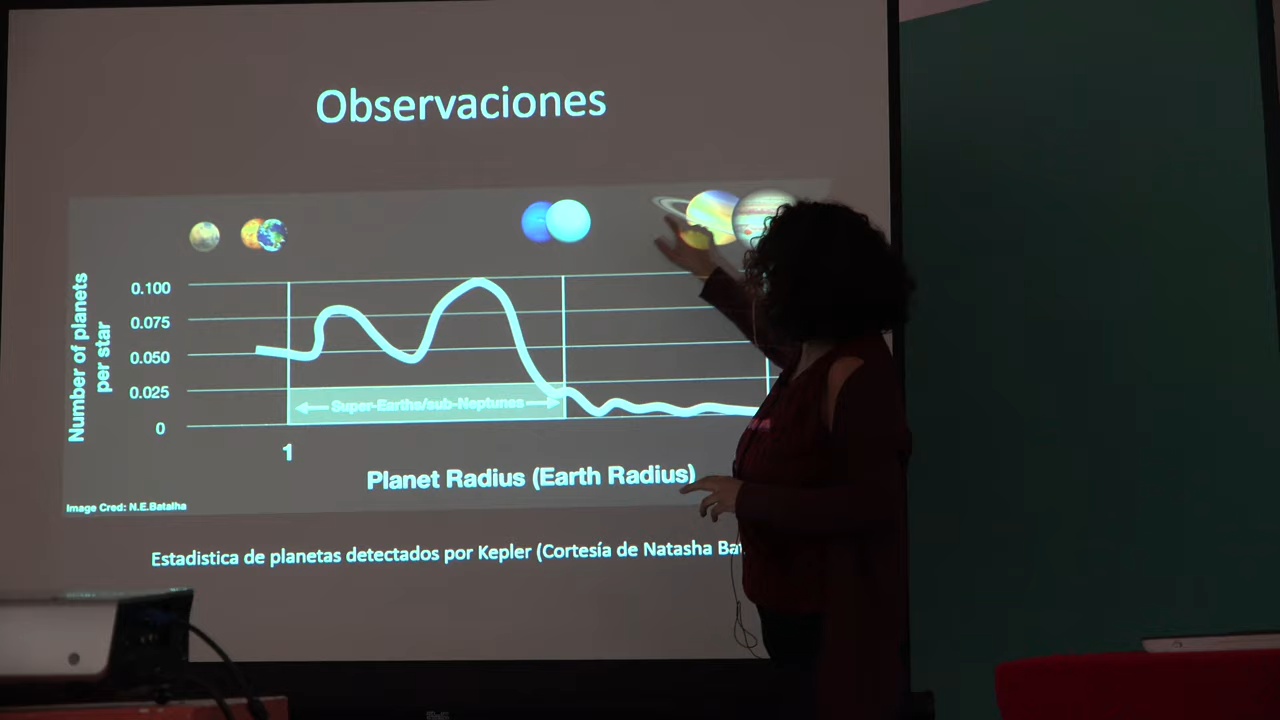 Observaciones
Number of planets
per star
0.100
0.075
0.050
0.025
0
Super-Earths/sub-Neptunes
1
Planet Radius (Earth Radius)
Image Cred: N.E.Batalha
Estadistica de planetas detectados por Kepler (Cortesía de Natasha